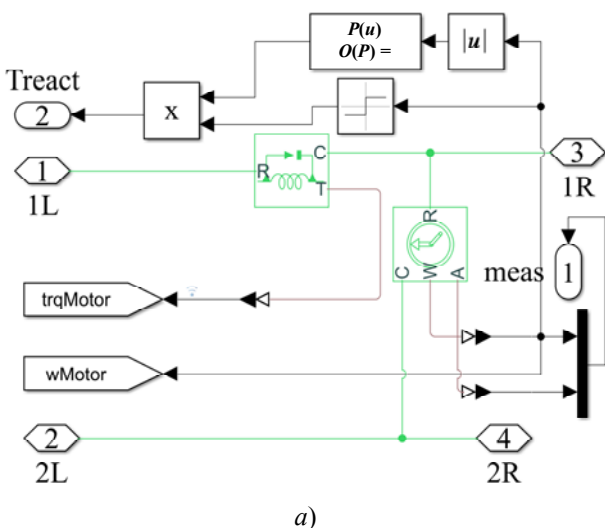 P(u)
O(P) =
|u|
Treact
2
x
1
1L
R
C
T
3
1R
R
C
W
A
meas
1
trqMotor
wMotor
2
2L
4
2R
a)